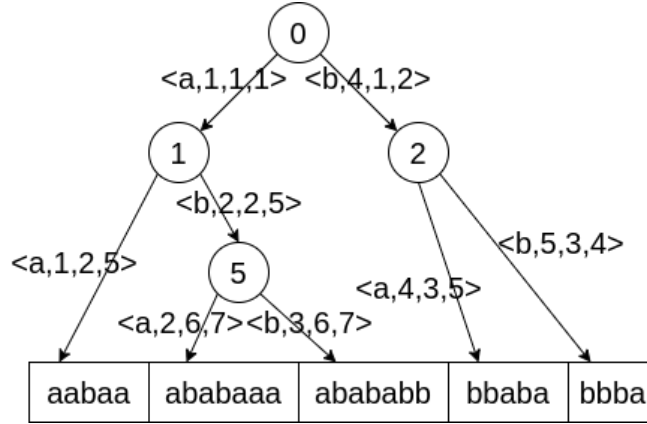 0
<a,1,1,1> <b,4,1,2>
1 2
<b,2,2,5>
<b,5,3,4>
<a,1,2,5>
5
<a,4,3,5>
<a,2,6,7> <b,3,6,7>
aabaa ababaaa abababb bbaba bbba